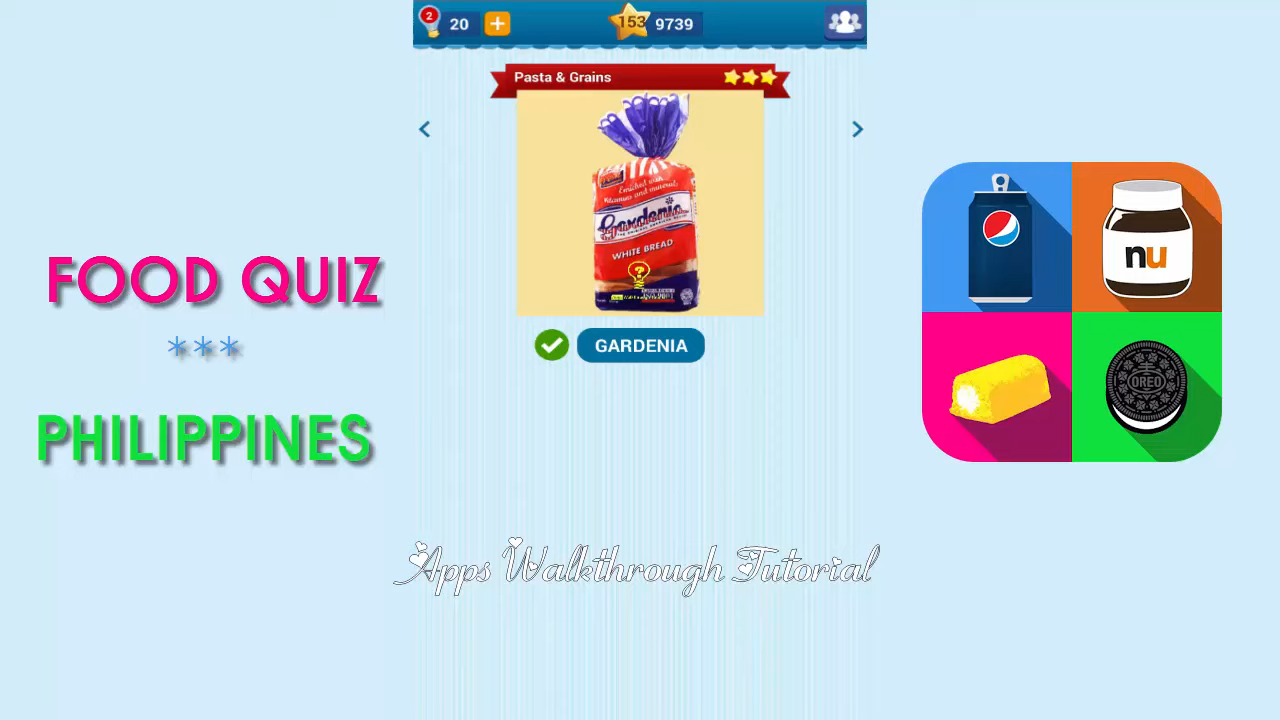 2
20
+
153
9739
Pasta & Grains
Enriched with
vitamins and minerals
Gardenia
WHITE BREAD
GARDENIA
FOOD QUIZ
***
PHILIPPINES
nu
OREO
Apps Walkthrough Tutorial